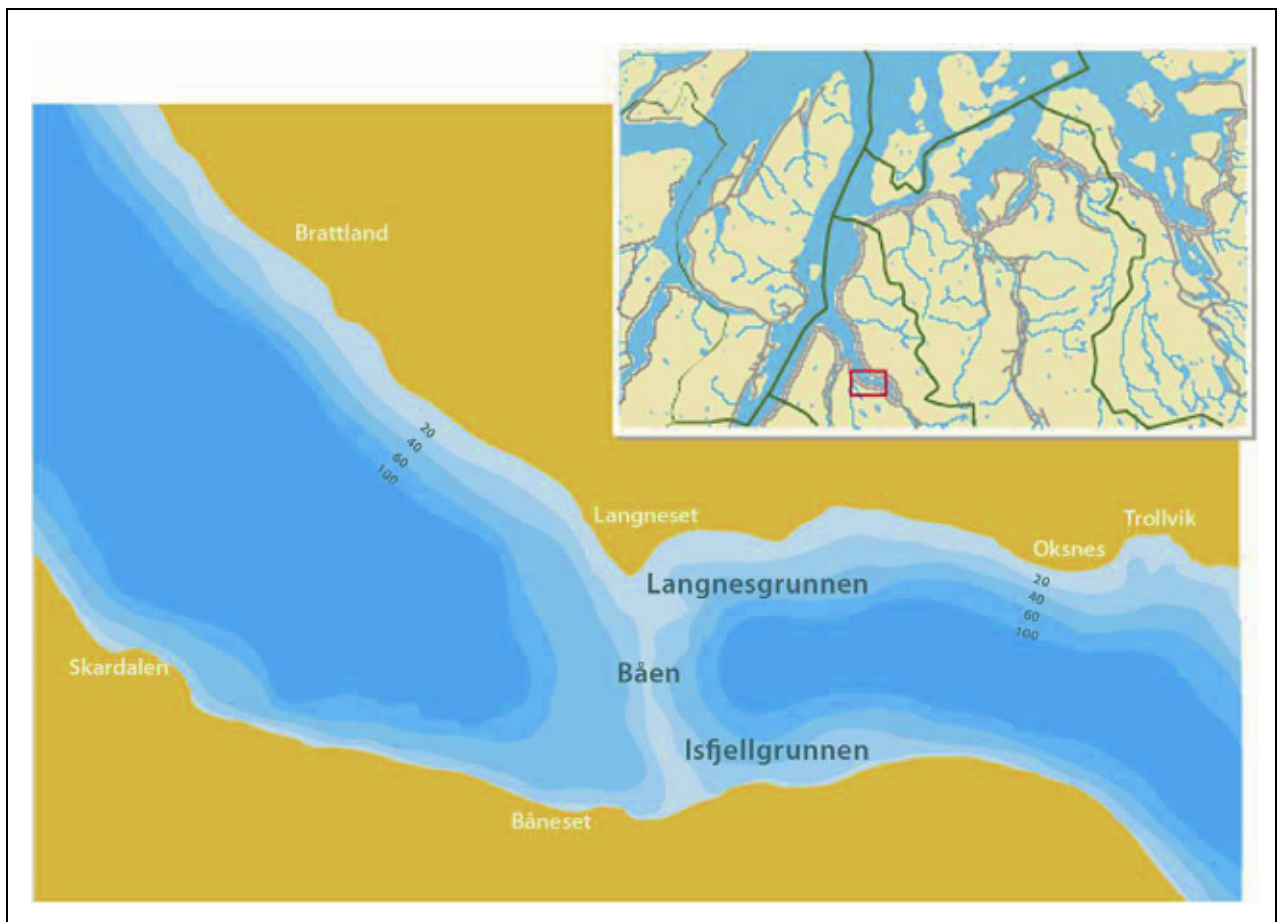 Brattland
20
40
60
100
Langneset
Trollvik
Oksnes
Langnesgrunnen
20
40
60
100
Skardalen
Båen
Isfjellgrunnen
Båneset